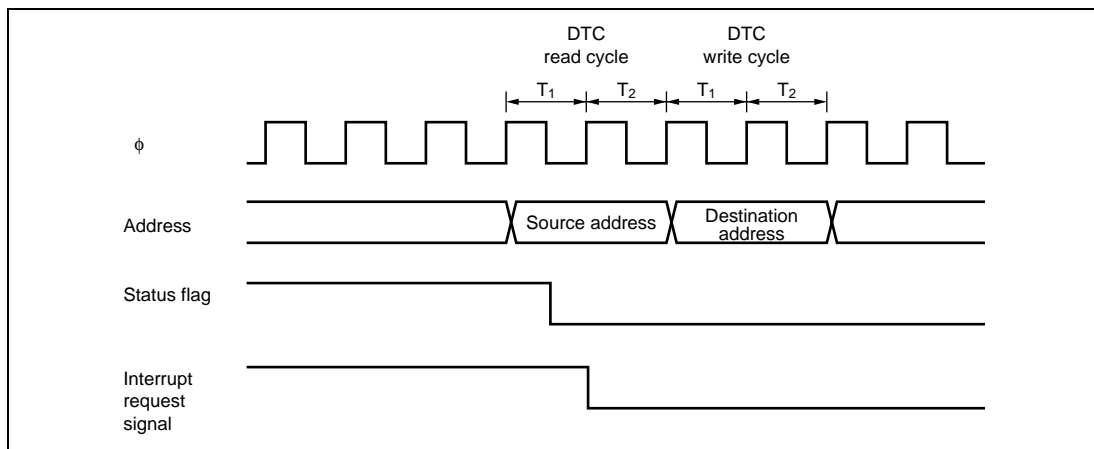 DTC
read cycle
DTC
write cycle
T1
T2
T1
T2
ϕ
Address
Source address
Destination
address
Status flag
Interrupt
request
signal